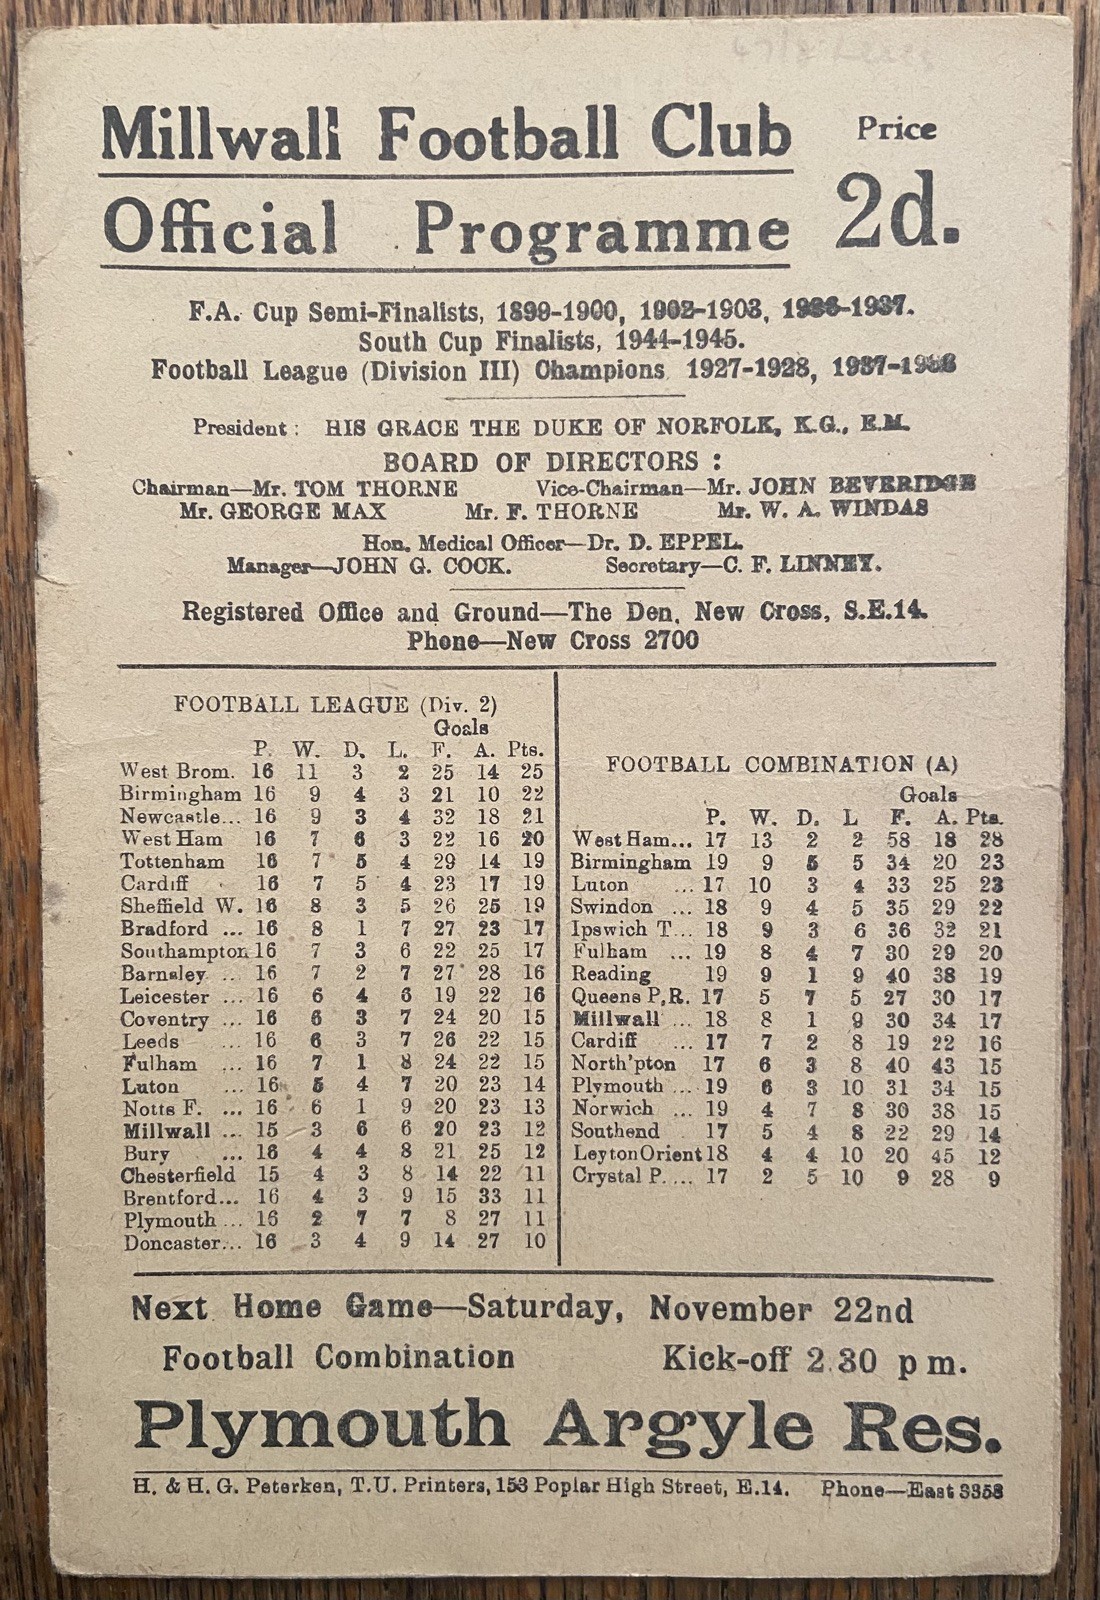 Millwall Football Club
Price
Official Programme 2d.
F.A. Cup Semi-Finalists, 1899-1900, 1902-1903, 1936-1937.
South Cup Finalists, 1944-1945.
Football League (Division III) Champions 1927-1928, 1937-1938
President: HIS GRACE THE DUKE OF NORFOLK, K.G., E.M.
BOARD OF DIRECTORS :
Chairman—Mr. TOM THORNE Vice-Chairman—Mr. JOHN BEVERIDGE
Mr. GEORGE MAX Mr. F. THORNE Mr. W. A. WINDAS
Hon. Medical Officer—Dr. D. EPPEL.
Manager—JOHN G. COCK. Secretary—C. F. LINNEY.
Registered Office and Ground—The Den, New Cross, S.E.14.
Phone—New Cross 2700
FOOTBALL LEAGUE (Div. 2)
Goals
P. W. D. L. F. A. Pts.
West Brom. 16 11 3 2 25 14 25
Birmingham 16 9 4 3 21 10 22
Newcastle... 16 9 3 4 32 18 21
West Ham 16 7 6 3 22 16 20
Tottenham 16 7 5 4 29 14 19
Cardiff 16 7 5 4 23 17 19
Sheffield W. 16 8 3 5 26 25 19
Bradford ... 16 8 1 7 27 23 17
Southampton 16 7 3 6 22 25 17
Barnsley .. 16 7 2 7 27 28 16
Leicester ... 16 6 4 6 19 22 16
Coventry ... 16 6 3 7 24 20 15
Leeds ... 16 6 3 7 26 22 15
Fulham ... 16 7 1 8 24 22 15
Luton ... 16 5 4 7 20 23 14
Notts F. ... 16 6 1 9 20 23 13
Millwall ... 15 3 6 6 20 23 12
Bury ... 16 4 4 8 21 25 12
Chesterfield 15 4 3 8 14 22 11
Brentford... 16 4 3 9 15 33 11
Plymouth ... 16 2 7 7 8 27 11
Doncaster... 16 3 4 9 14 27 10
FOOTBALL COMBINATION (A)
Goals
P. W. D. L F. A. Pts.
West Ham... 17 13 2 2 58 18 28
Birmingham 19 9 5 5 34 20 23
Luton ... 17 10 3 4 33 25 23
Swindon ... 18 9 4 5 35 29 22
Ipswich T... 18 9 3 6 36 32 21
Fulham ... 19 8 4 7 30 29 20
Reading 19 9 1 9 40 38 19
Queens P.R. 17 5 7 5 27 30 17
Millwall ... 18 8 1 9 30 34 17
Cardiff ... 17 7 2 8 19 22 16
North'pton 17 6 3 8 40 43 15
Plymouth ... 19 6 3 10 31 34 15
Norwich ... 19 4 7 8 30 38 15
Southend 17 5 4 8 22 29 14
Leyton Orient 18 4 4 10 20 45 12
Crystal P. ... 17 2 5 10 9 28 9
Next Home Game—Saturday, November 22nd
Football Combination Kick-off 2.30 p m.
Plymouth Argyle Res.
H. & H. G. Peterken, T.U. Printers, 153 Poplar High Street, E.14. Phone—East 3358